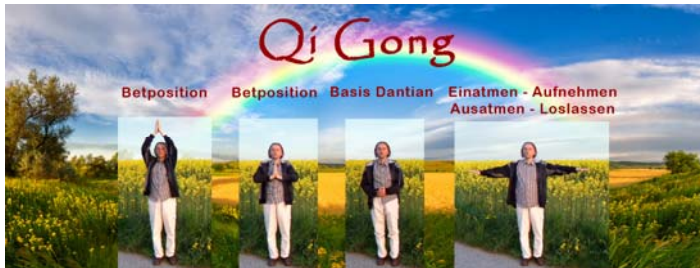 Qi Gong
Betposition
Betposition
Basis Dantian
Einatmen - Aufnehmen
Ausatmen - Loslassen